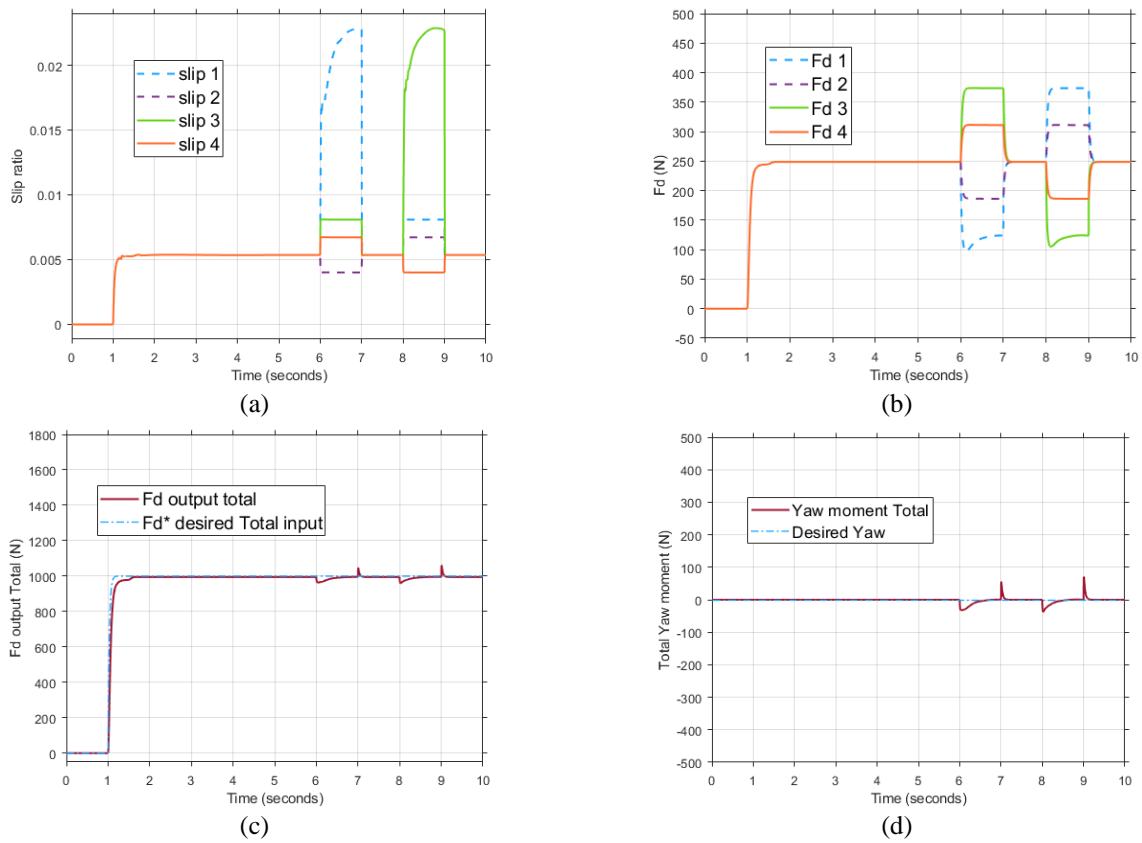 0.02
0.015
0.01
0.005
0
Slip ratio
slip 1
slip 2
slip 3
slip 4
0 1 2 3 4 5 6 7 8 9 10
Time (seconds)
(a)
500
450
400
350
300
250
200
150
100
50
0
-50
Fd (N)
Fd 1
Fd 2
Fd 3
Fd 4
0 1 2 3 4 5 6 7 8 9 10
Time (seconds)
(b)
1800
1600
1400
1200
1000
800
600
400
200
0
Fd output Total (N)
Fd output total
Fd* desired Total input
0 1 2 3 4 5 6 7 8 9 10
Time (seconds)
(c)
500
400
300
200
100
0
-100
-200
-300
-400
-500
Total Yaw moment (N)
Yaw moment Total
Desired Yaw
0 1 2 3 4 5 6 7 8 9 10
Time (seconds)
(d)